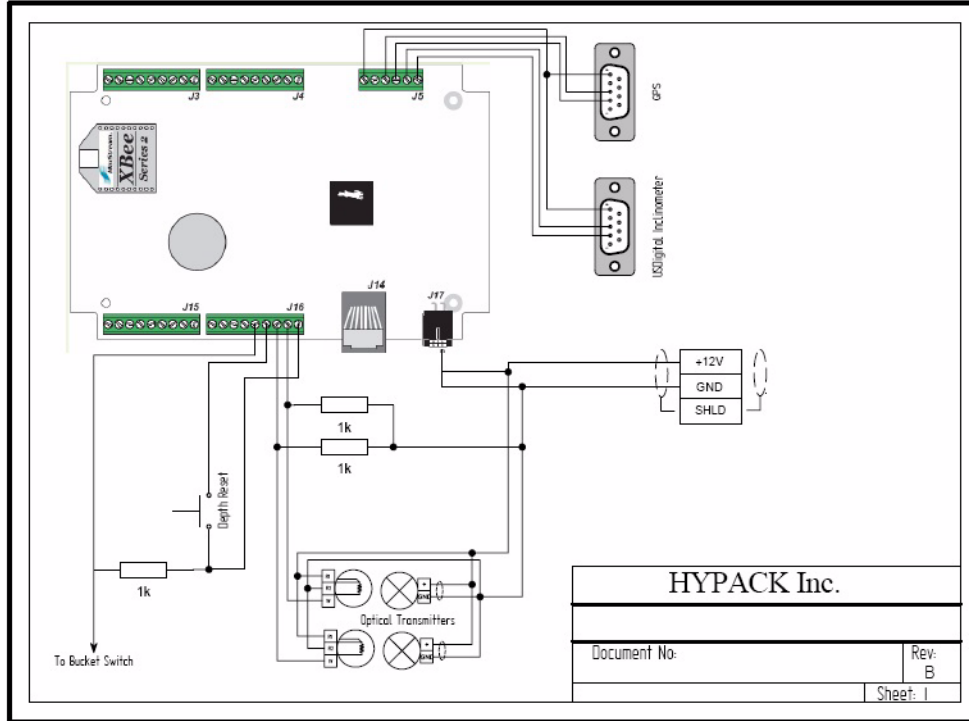 J3
J4
J5
GPS
MaxStream
XBee
Series 2
USDigital Inclinometer
J15
J16
J14
J17
+12V
GND
SHLD
1k
1k
Depth Reset
1k
+
GND
Optical Transmitters
+
GND
To Bucket Switch
HYPACK Inc.
Document No:
Rev:
B
Sheet: 1